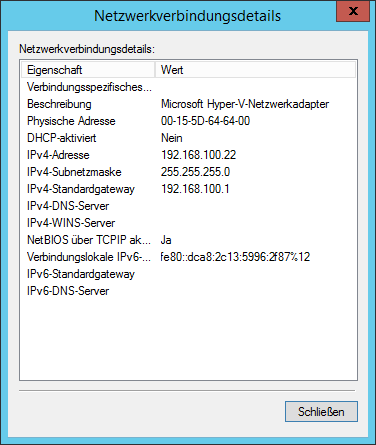 Netzwerkverbindungsdetails
Netzwerkverbindungsdetails:
Eigenschaft Wert
Verbindungsspezifisches...
Beschreibung Microsoft Hyper-V-Netzwerkadapter
Physische Adresse 00-15-5D-64-64-00
DHCP-aktiviert Nein
IPv4-Adresse 192.168.100.22
IPv4-Subnetzmaske 255.255.255.0
IPv4-Standardgateway 192.168.100.1
IPv4-DNS-Server
IPv4-WINS-Server
NetBIOS über TCPIP ak... Ja
Verbindungslokale IPv6-... fe80::dca8:2c13:5996:2f87%12
IPv6-Standardgateway
IPv6-DNS-Server
Schließen